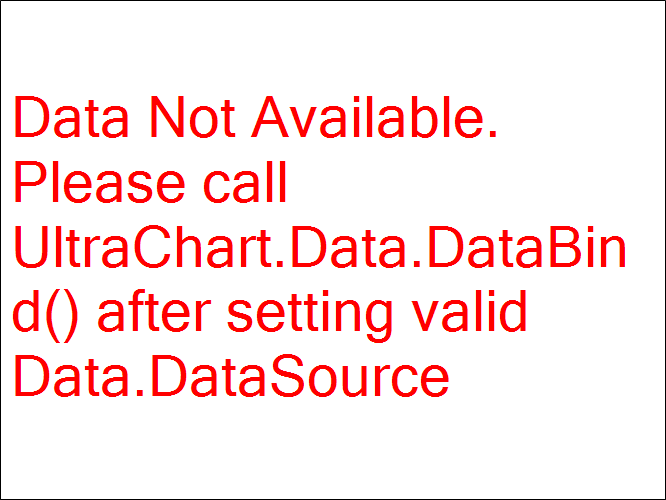 Data Not Available.
Please call
UltraChart.Data.DataBin
d() after setting valid
Data.DataSource